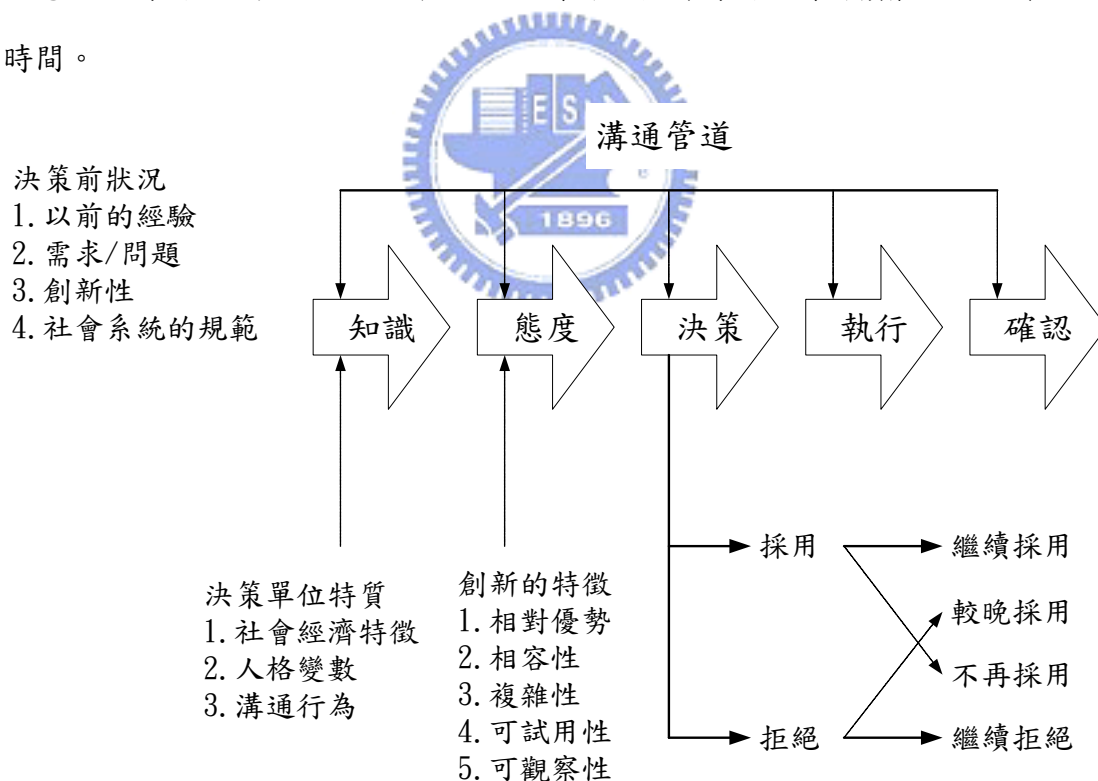 時間。
E S
溝通管道
1896
決策前狀況
1. 以前的經驗
2. 需求/問題
3. 創新性
4. 社會系統的規範
知識
態度
決策
執行
確認
決策單位特質
1. 社會經濟特徵
2. 人格變數
3. 溝通行為
創新的特徵
1. 相對優勢
2. 相容性
3. 複雜性
4. 可試用性
5. 可觀察性
採用
繼續採用
較晚採用
不再採用
拒絕
繼續拒絕